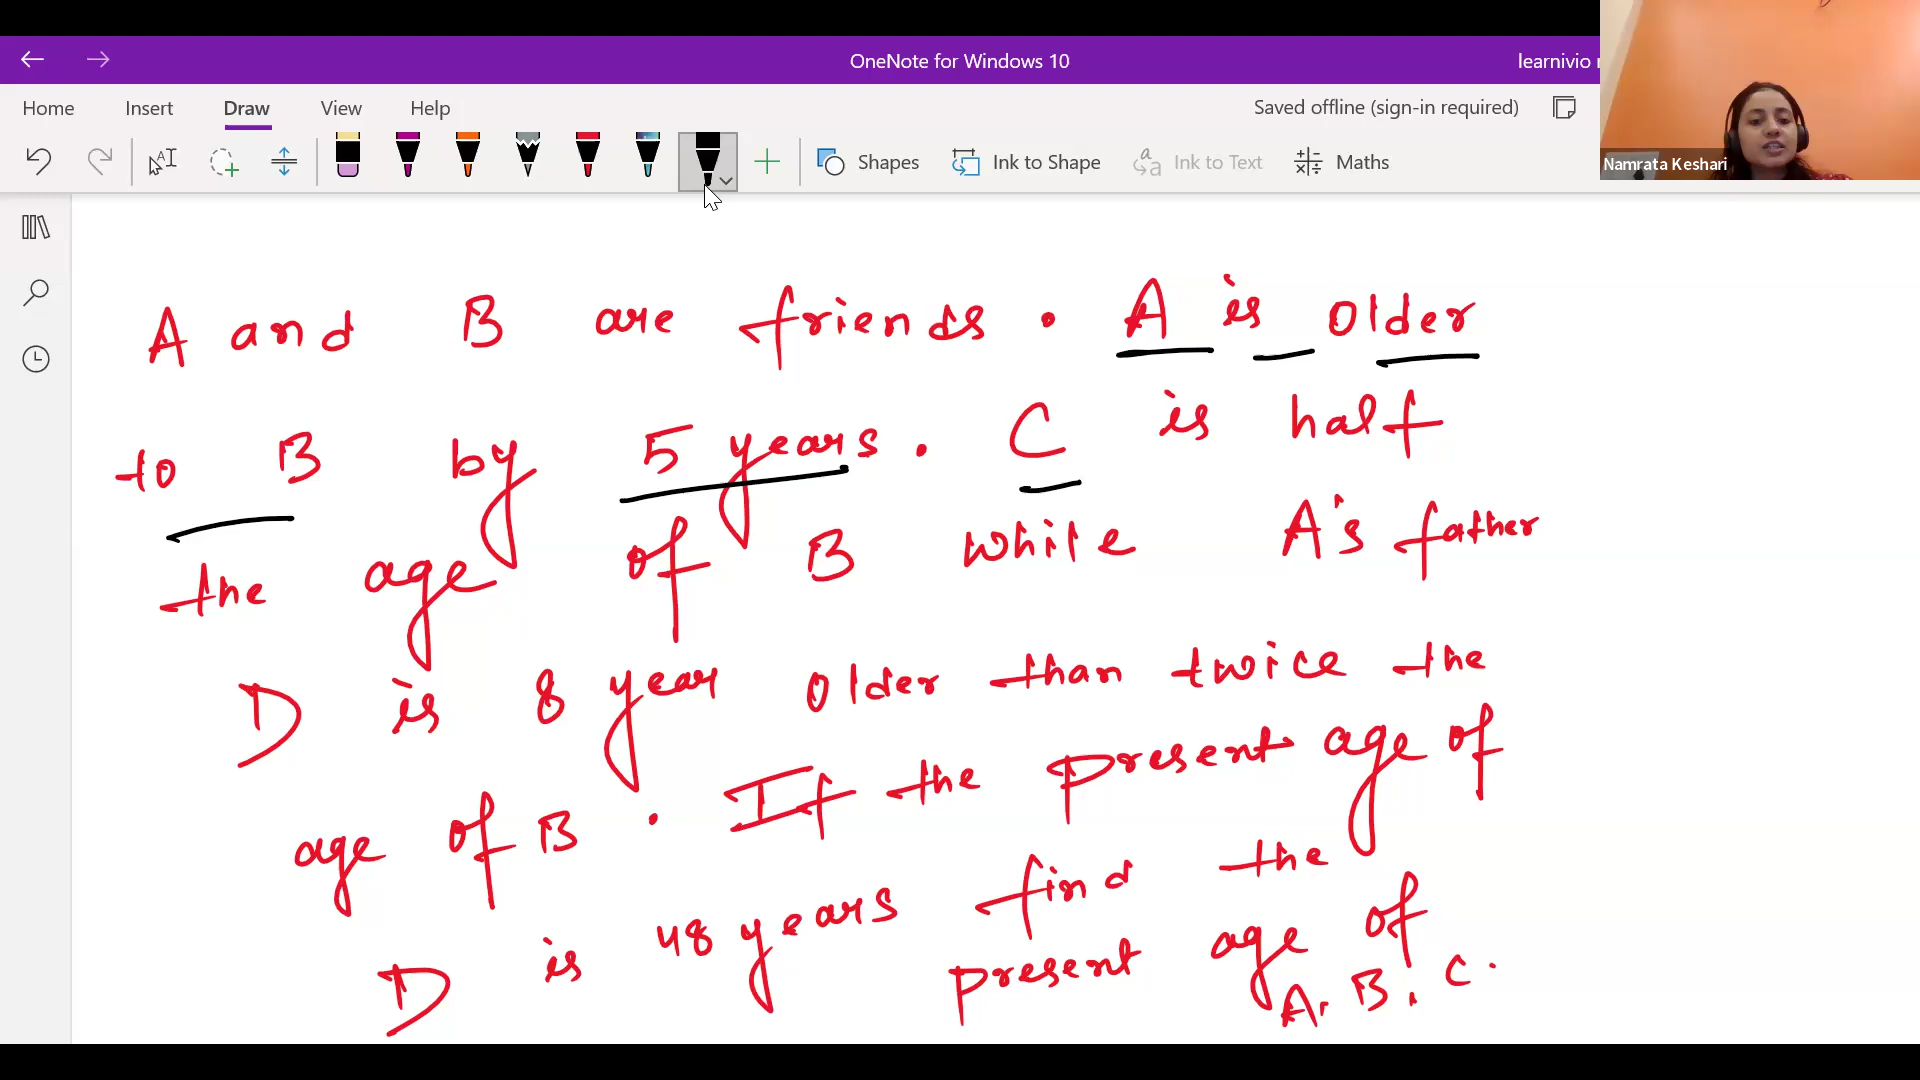 OneNote for Windows 10
learnivio
Home Insert Draw View Help
Saved offline (sign-in required)
Shapes Ink to Shape Ink to Text Maths
Namrata Keshari
A and B are friends. A is older
to B by 5 years. C is half
the age of B while A's father
D is 8 year older than twice the
age of B. If the present age of
D is 48 years find the
present age of
A, B, C.